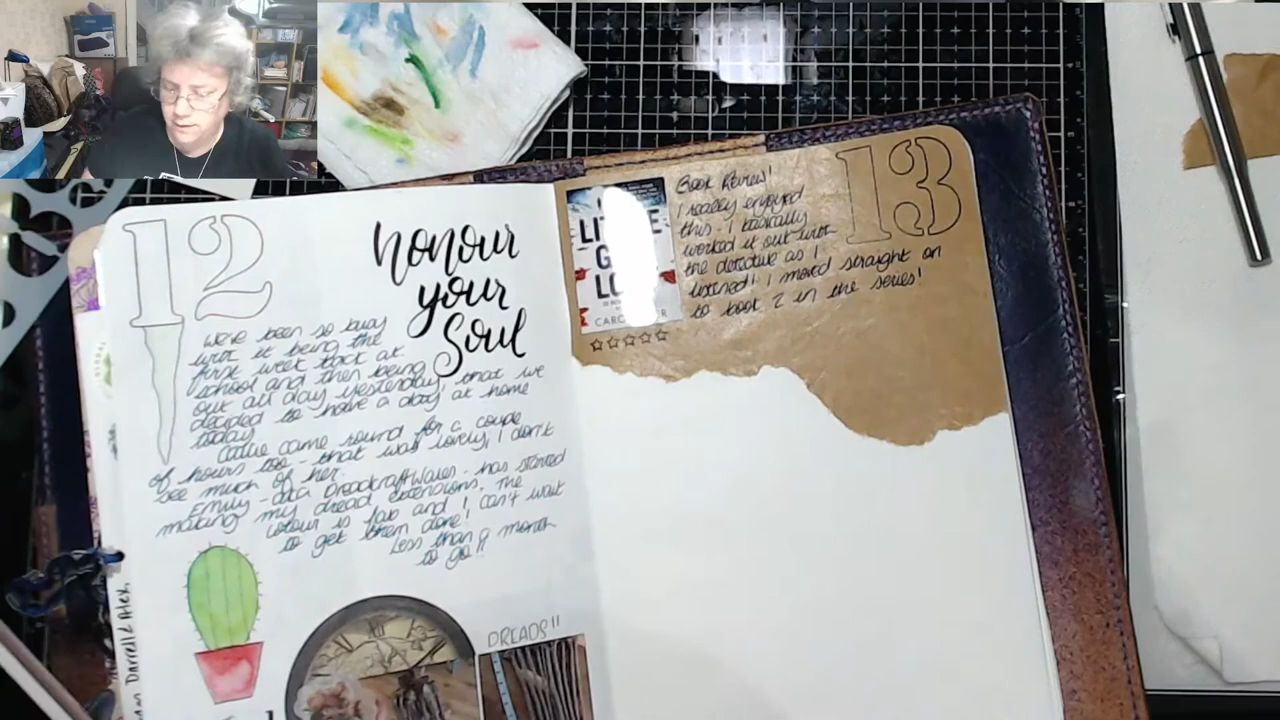 12
honour
your
Soul
We've been so busy
with it being the
first week back at
school and then being
out all day yesterday, that we
decided to have a day at home
today.
came round for a couple
of hours too - that was lovely, I don't
see much of her.
Emily - aka Dreadcraftwales - has started
making my dread extensions. The
colour is fab and I can't wait
to get them done! Less than a month
to go!!
DREADS!!
Darrell & Alex.
Book Review!
I really enjoyed
this - I basically
worked it out with
the detective as I
listened! I moved straight on
to book 2 in the series!
13